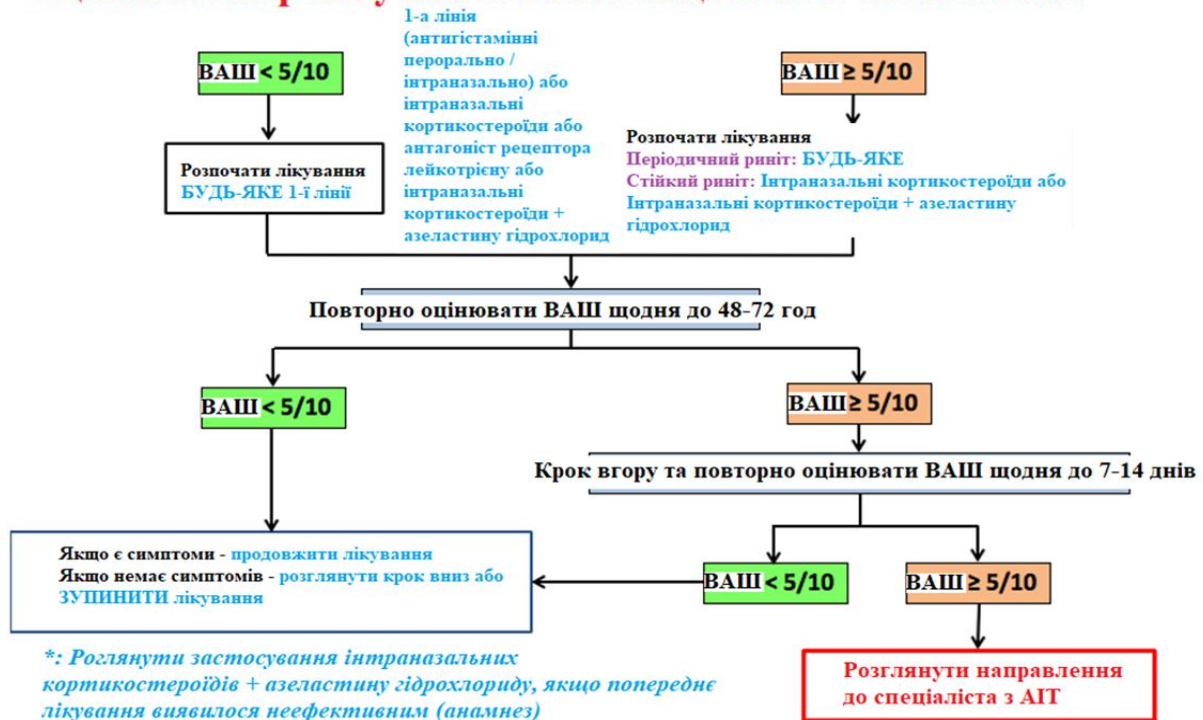 1-а лінія
(антигістамінні
перорально /
інтраназально) або
інтраназальні
кортикостероїди або
антагоніст рецептора
лейкотрієну або
інтраназальні
кортикостероїди +
азеластину гідрохлорид
ВАШ < 5/10
ВАШ ≥ 5/10
Розпочати лікування
БУДЬ-ЯКЕ 1-ї лінії
Розпочати лікування
Періодичний риніт: БУДЬ-ЯКЕ
Стійкий риніт: Інтраназальні кортикостероїди або
Інтраназальні кортикостероїди + азеластину
гідрохлорид
Повторно оцінювати ВАШ щодня до 48-72 год
ВАШ < 5/10
ВАШ ≥ 5/10
Крок вгору та повторно оцінювати ВАШ щодня до 7-14 днів
Якщо є симптоми - продовжити лікування
Якщо немає симптомів - розглянути крок вниз або
ЗУПИНИТИ лікування
ВАШ < 5/10
ВАШ ≥ 5/10
*: Роглянути застосування інтраназальних
кортикостероїдів + азеластину гідрохлориду, якщо попереднє
лікування виявилося неефективним (анамнез)
Розглянути направлення
до спеціаліста з АІТ